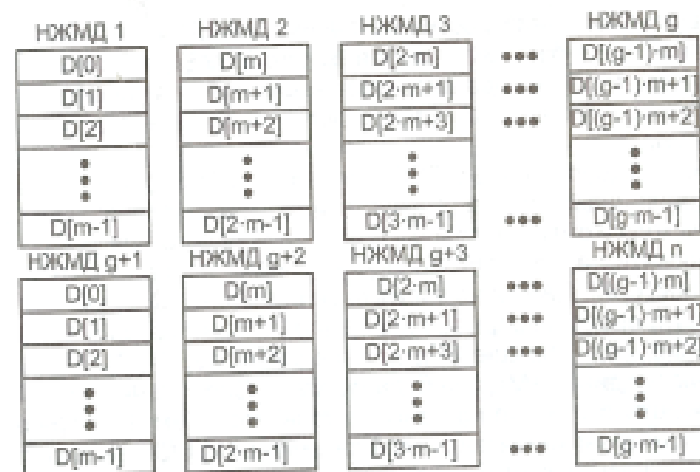 НЖМД 1 НЖМД 2 НЖМД 3 НЖМД g
D[0] D[m] D[2·m] D[(g-1)·m]
D[1] D[m+1] D[2·m+1] D[(g-1)·m+1]
D[2] D[m+2] D[2·m+3] D[(g-1)·m+2]
D[m-1] D[2·m-1] D[3·m-1] D[g·m-1]
НЖМД g+1 НЖМД g+2 НЖМД g+3 НЖМД n
D[0] D[m] D[2·m] D[(g-1)·m]
D[1] D[m+1] D[2·m+1] D[(g-1)·m+1]
D[2] D[m+2] D[2·m+3] D[(g-1)·m+2]
D[m-1] D[2·m-1] D[3·m-1] D[g·m-1]